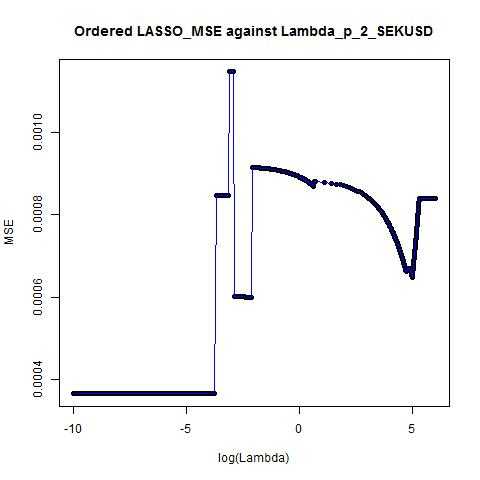 Ordered LASSO_MSE against Lambda_p_2_SEKUSD
MSE
0.0010
0.0008
0.0006
0.0004
-10
-5
0
5
log(Lambda)